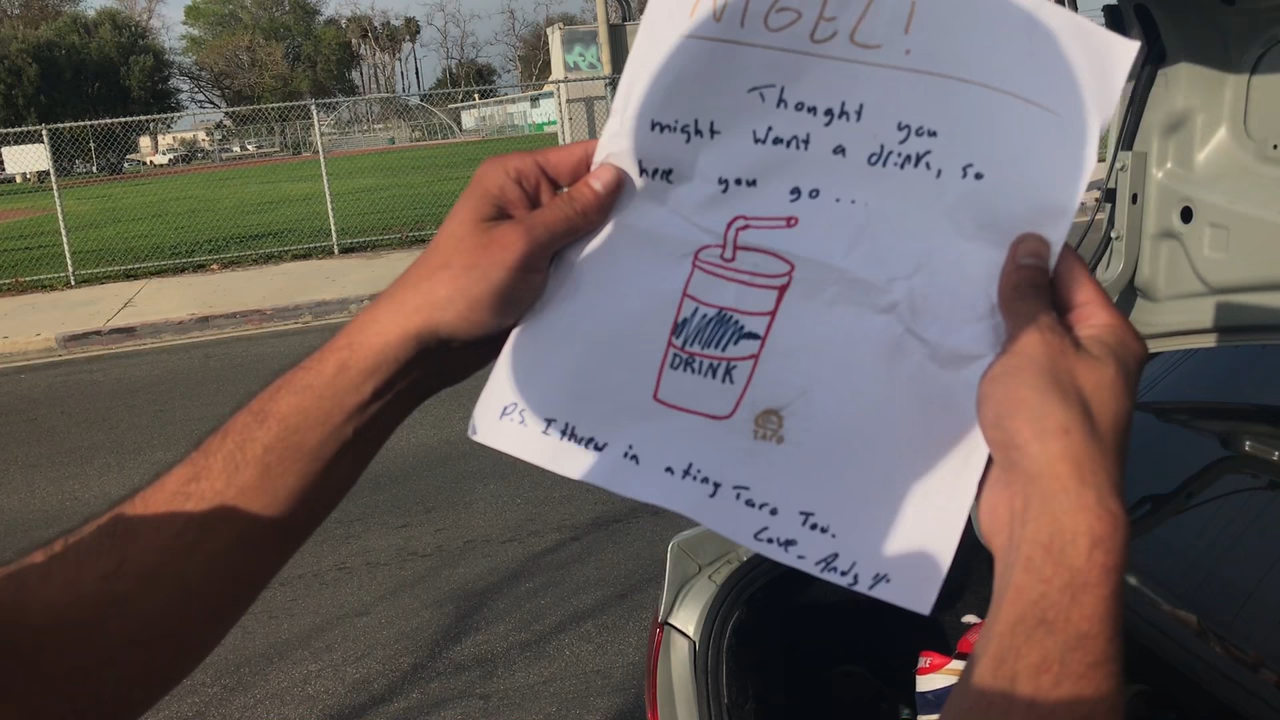 NIGEL!
Thought you
might want a drink, so
here you go...
DRINK
TARO
P.S. I threw in a tiny Taro Too.
Love - Andy